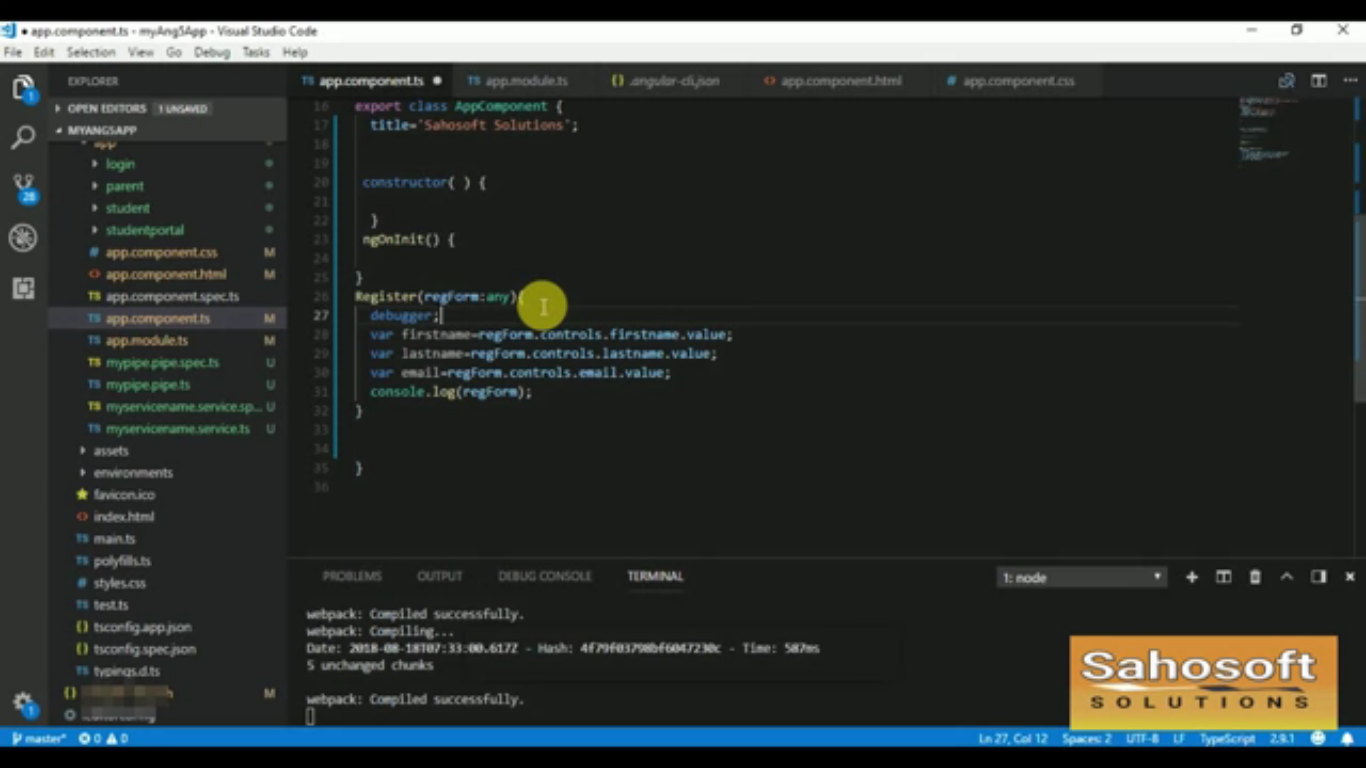 app.component.ts - myAng5App - Visual Studio Code
File Edit Selection View Go Debug Tasks Help
EXPLORER
OPEN EDITORS 1 UNSAVED
MYANG5APP
app
login
parent
student
studentportal
app.component.css M
app.component.html M
app.component.spec.ts
app.component.ts M
app.module.ts M
mypipe.pipe.spec.ts U
mypipe.pipe.ts U
myservicename.service.sp... U
myservicename.service.ts U
assets
environments
favicon.ico
index.html
main.ts
polyfills.ts
styles.css
test.ts
tsconfig.app.json
tsconfig.spec.json
typings.d.ts
M
1
28
1
app.component.ts app.module.ts .angular-cli.json app.component.html app.component.css
16 export class AppComponent {
17 title='Sahosoft Solutions';
18
19
20 constructor( ) {
21
22 }
23 ngOnInit() {
24
25 }
26 Register(regForm:any){
27 debugger;
28 var firstname=regForm.controls.firstname.value;
29 var lastname=regForm.controls.lastname.value;
30 var email=regForm.controls.email.value;
31 console.log(regForm);
32 }
33
34
35 }
36
PROBLEMS OUTPUT DEBUG CONSOLE TERMINAL 1: node
webpack: Compiled successfully.
webpack: Compiling...
Date: 2018-08-18T07:33:00.617Z - Hash: 4f79f03798bf6047230c - Time: 587ms
5 unchanged chunks
webpack: Compiled successfully.
Sahosoft
SOLUTIONS
master* 0 0 Ln 27, Col 12 Spaces: 2 UTF-8 LF TypeScript 2.9.1